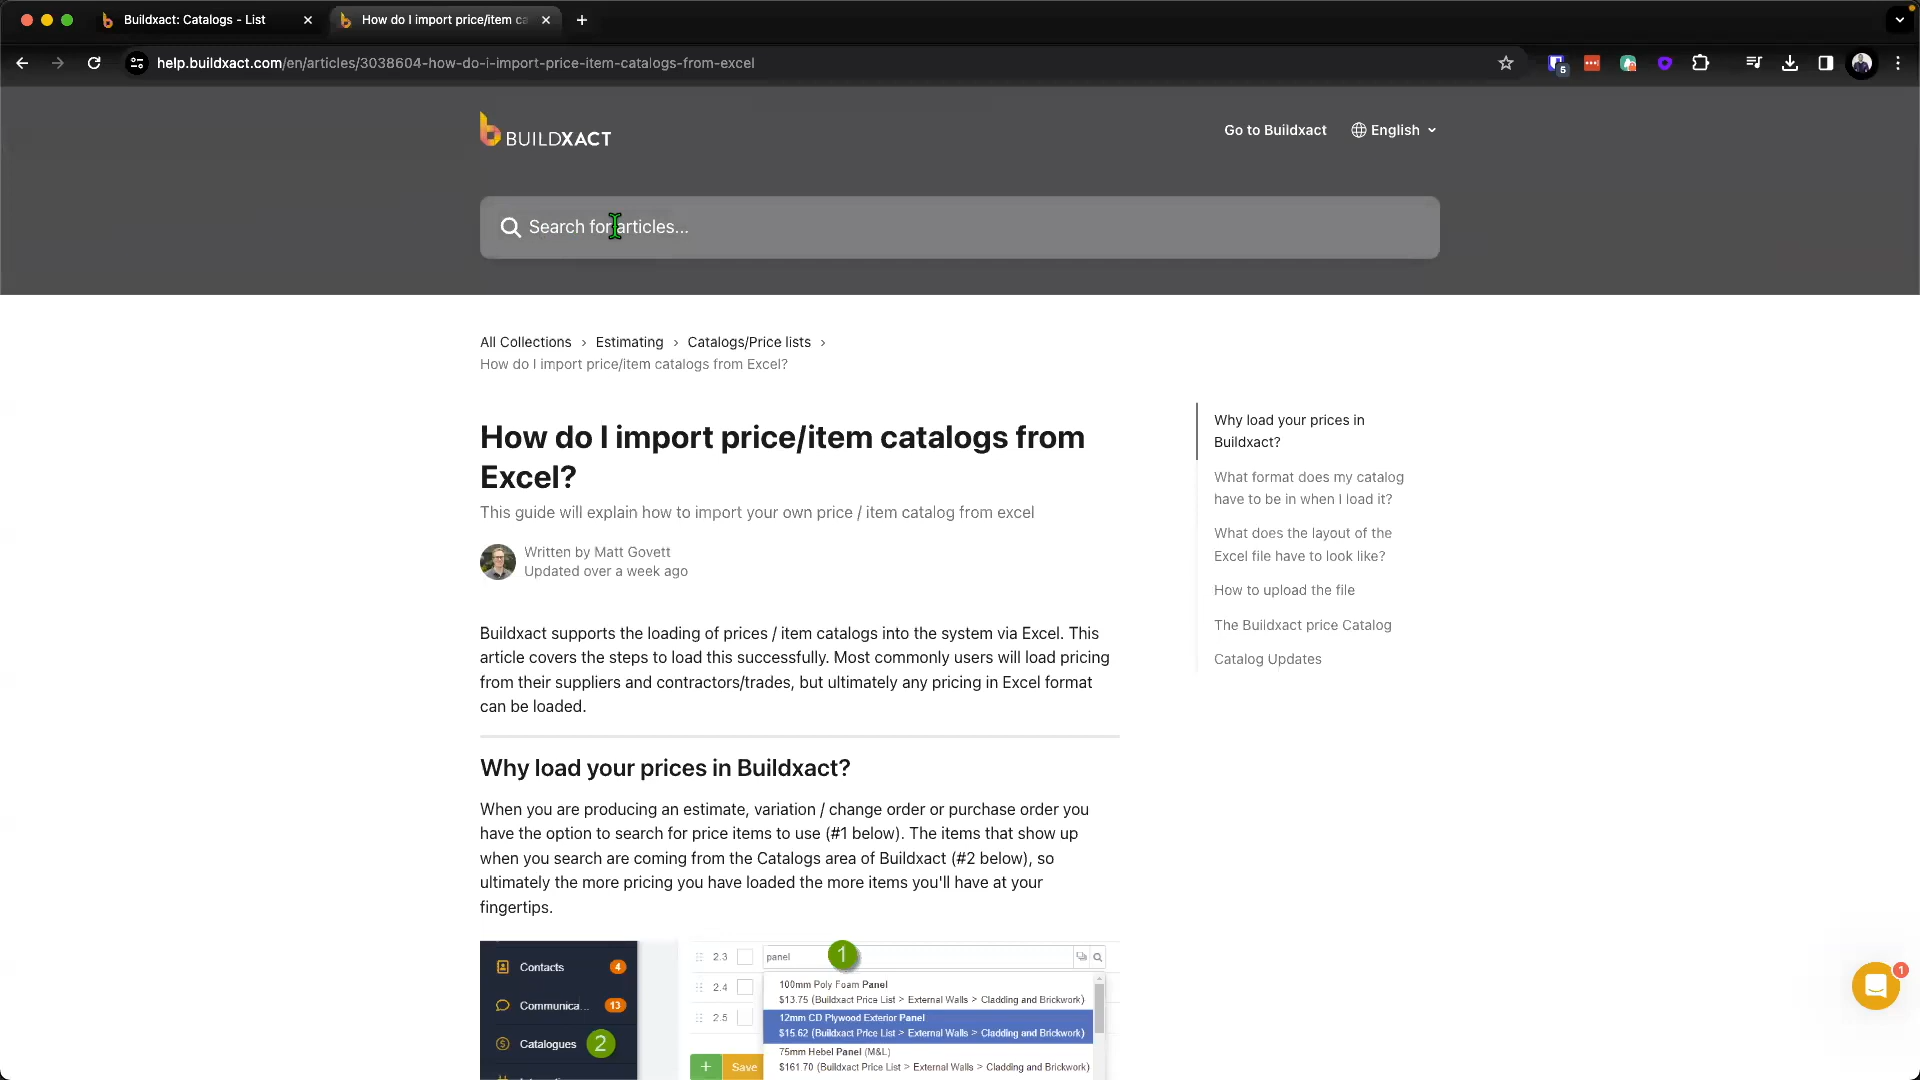 Buildxact: Catalogs - List
How do I import price/item ca
help.buildxact.com/en/articles/3038604-how-do-i-import-price-item-catalogs-from-excel
6
BUILDXACT
Go to Buildxact
English
Search for articles...
All Collections > Estimating > Catalogs/Price lists >
How do I import price/item catalogs from Excel?
How do I import price/item catalogs from
Excel?
This guide will explain how to import your own price / item catalog from excel
Written by Matt Govett
Updated over a week ago
Buildxact supports the loading of prices / item catalogs into the system via Excel. This
article covers the steps to load this successfully. Most commonly users will load pricing
from their suppliers and contractors/trades, but ultimately any pricing in Excel format
can be loaded.
Why load your prices in Buildxact?
When you are producing an estimate, variation / change order or purchase order you
have the option to search for price items to use (#1 below). The items that show up
when you search are coming from the Catalogs area of Buildxact (#2 below), so
ultimately the more pricing you have loaded the more items you'll have at your
fingertips.
Contacts 4
Communica... 13
Catalogues 2
2.3 panel 1
2.4
2.5
100mm Poly Foam Panel
$13.75 (Buildxact Price List > External Walls > Cladding and Brickwork)
12mm CD Plywood Exterior Panel
$15.62 (Buildxact Price List > External Walls > Cladding and Brickwork)
75mm Hebel Panel (M&L)
$161.70 (Buildxact Price List > External Walls > Cladding and Brickwork)
+ Save
Why load your prices in
Buildxact?
What format does my catalog
have to be in when I load it?
What does the layout of the
Excel file have to look like?
How to upload the file
The Buildxact price Catalog
Catalog Updates
1